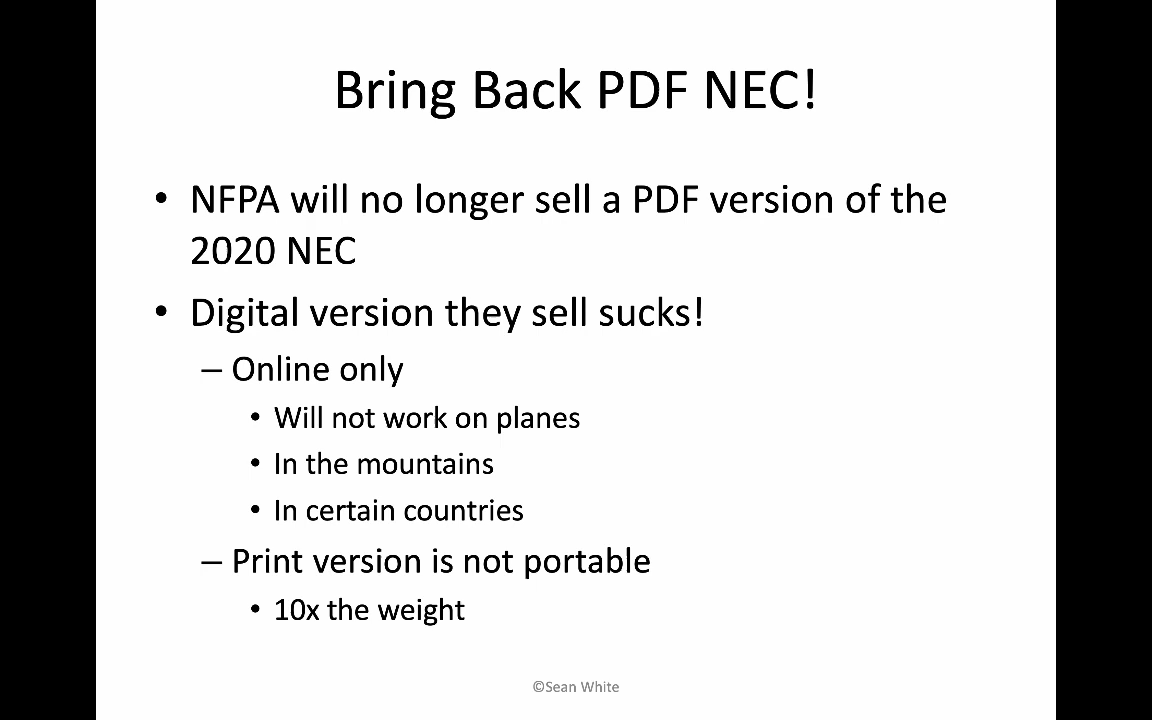 Bring Back PDF NEC!
• NFPA will no longer sell a PDF version of the
2020 NEC
• Digital version they sell sucks!
– Online only
• Will not work on planes
• In the mountains
• In certain countries
– Print version is not portable
• 10x the weight
©Sean White